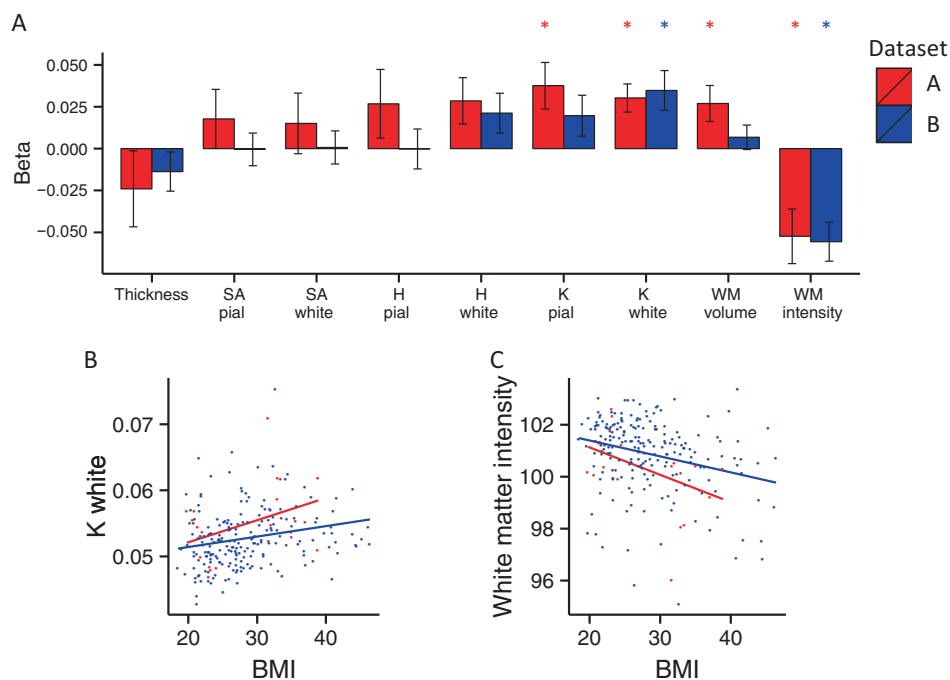 A
* * * * * *
Dataset
A
B
Beta
0.050
0.025
0.000
−0.025
−0.050
Thickness SA SA H H K K WM WM
pial white pial white pial white volume intensity
B
K white
0.07
0.06
0.05
20 30 40
BMI
C
White matter intensity
102
100
98
96
20 30 40
BMI